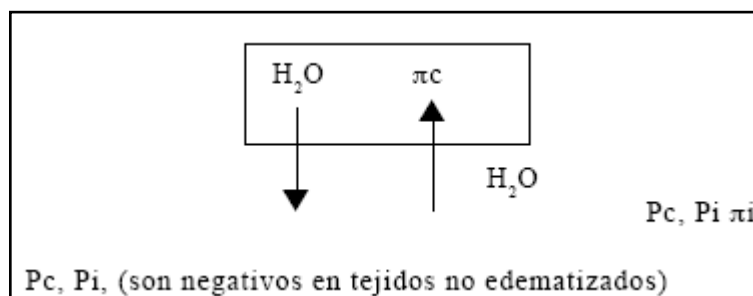 H₂O πc
H₂O
Pc, Pi πi
Pc, Pi, (son negativos en tejidos no edematizados)